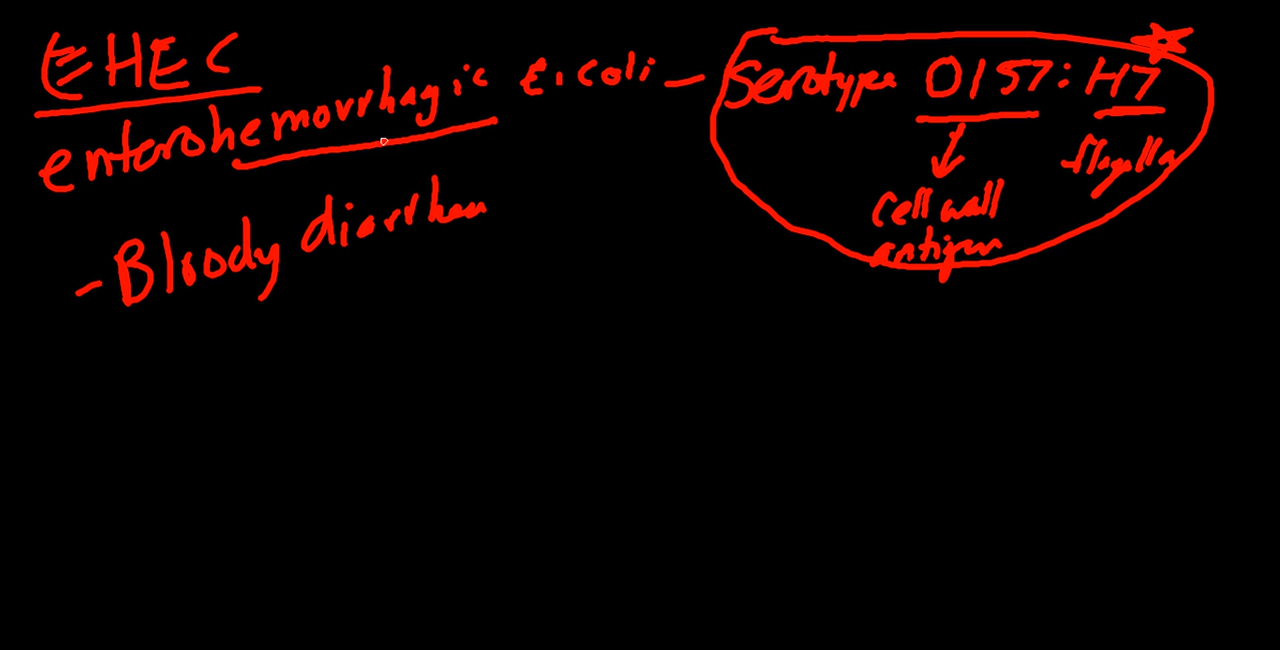 EHEC
enterohemorrhagic E. coli - Serotype O157:H7
cell wall
antigen
flagella
- Bloody diarrhea